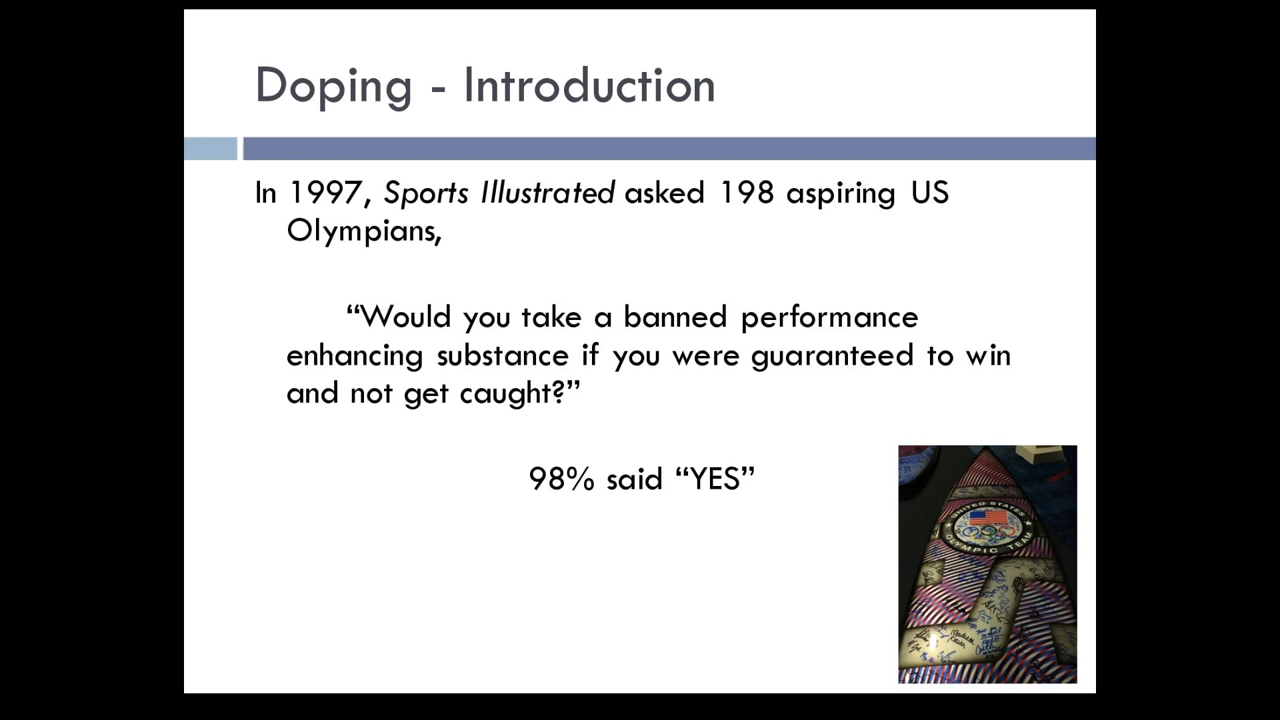 Doping - Introduction
In 1997, Sports Illustrated asked 198 aspiring US
Olympians,
“Would you take a banned performance
enhancing substance if you were guaranteed to win
and not get caught?”
98% said “YES”
UNITED STATES
OLYMPIC TEAM